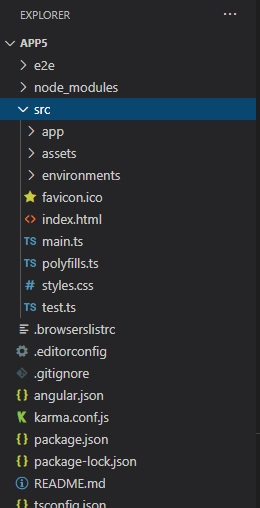 EXPLORER ...
APP5
e2e
node_modules
src
app
assets
environments
favicon.ico
<> index.html
TS main.ts
TS polyfills.ts
# styles.css
TS test.ts
.browserslistrc
.editorconfig
.gitignore
{} angular.json
karma.conf.js
{} package.json
{} package-lock.json
README.md
tsconfig.json